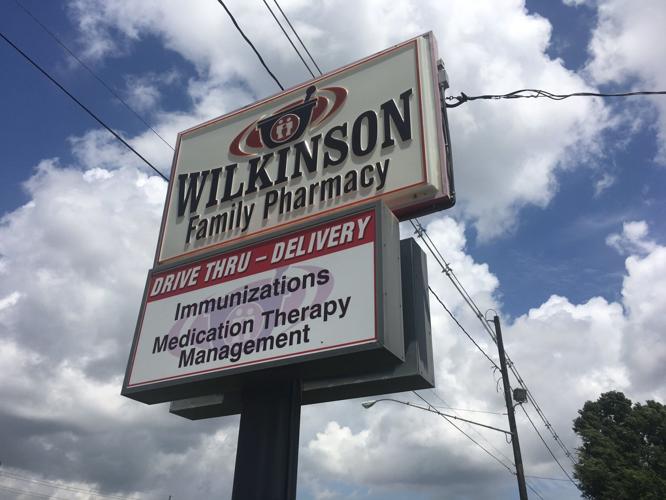 WILKINSON
Family Pharmacy
DRIVE THRU – DELIVERY
Immunizations
Medication Therapy
Management